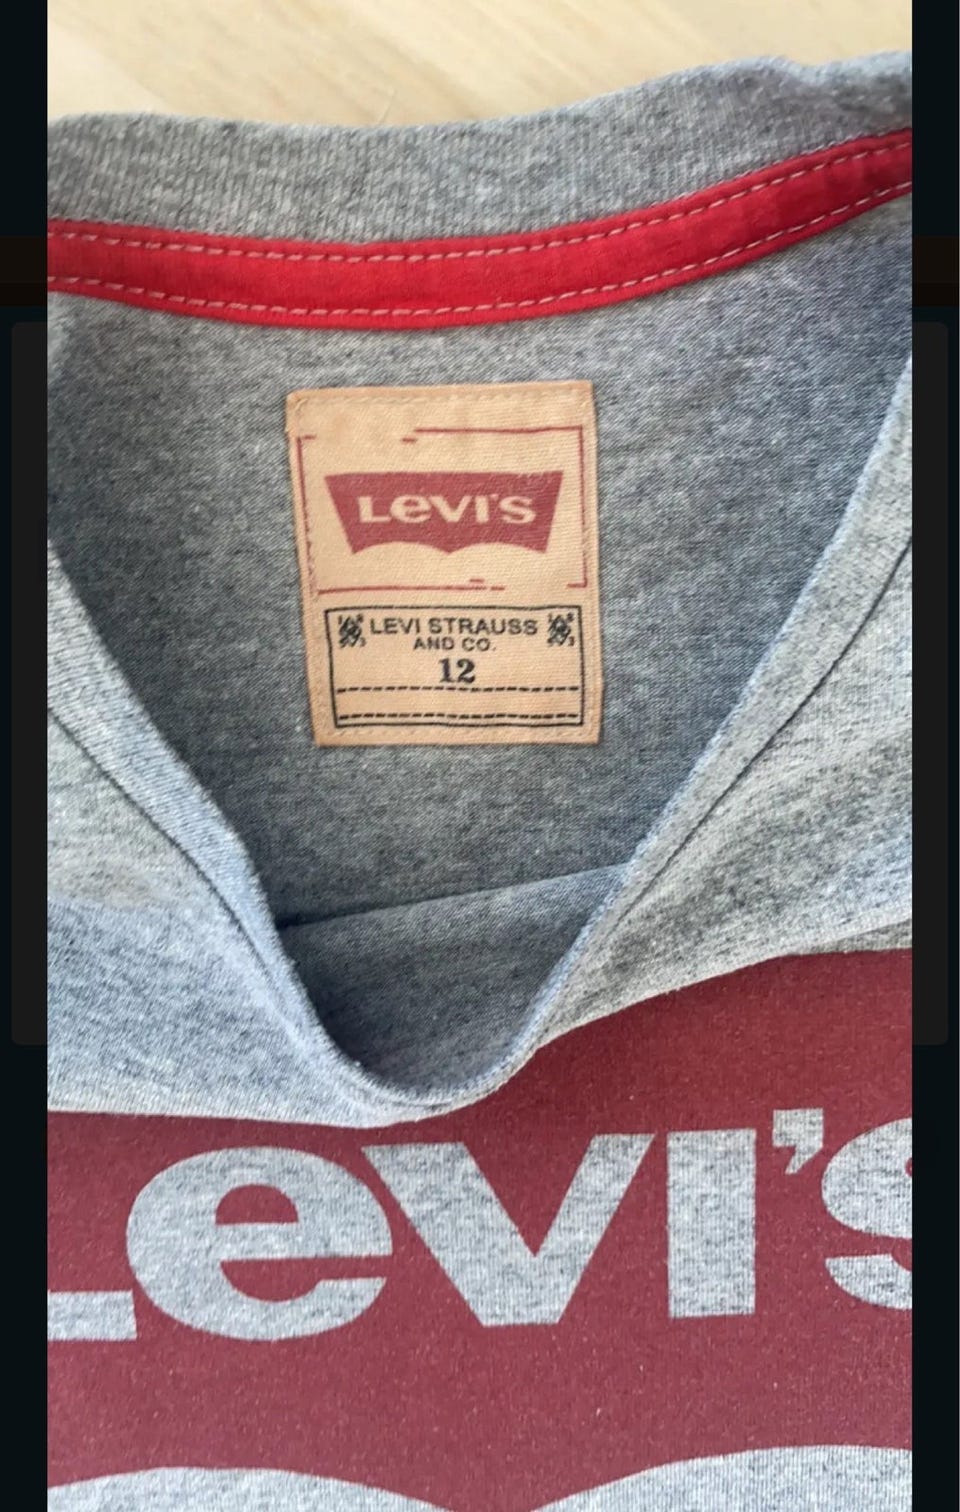 Levi's
LEVI STRAUSS
AND CO.
12
Levi's